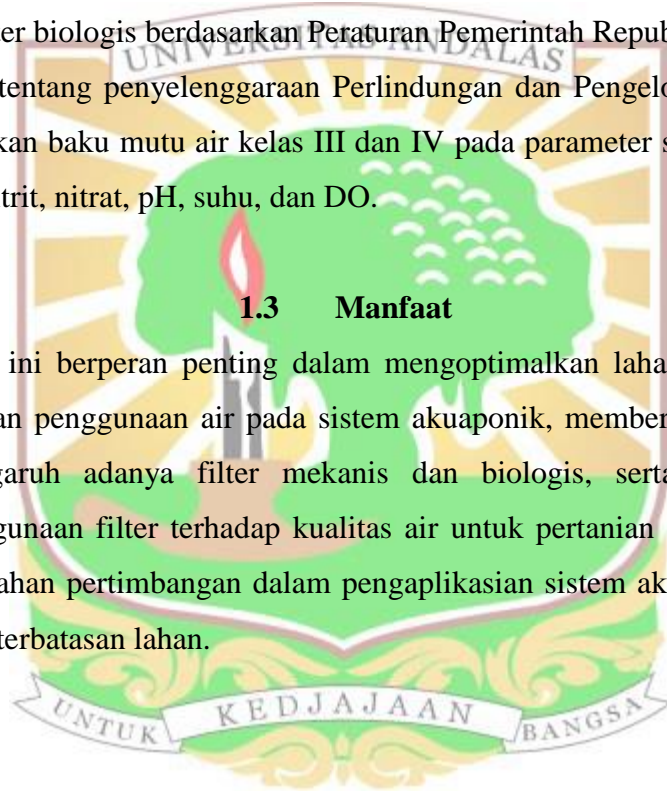 er biologis berdasarkan Peraturan Pemerintah Repub
UNIVERSITAS ANDALAS
tentang penyelenggaraan Perlindungan dan Pengelo
kan baku mutu air kelas III dan IV pada parameter s
trit, nitrat, pH, suhu, dan DO.
1.3 Manfaat
ini berperan penting dalam mengoptimalkan laha
an penggunaan air pada sistem akuaponik, member
garuh adanya filter mekanis dan biologis, serta
gunaan filter terhadap kualitas air untuk pertanian
ahan pertimbangan dalam pengaplikasian sistem ak
terbatasan lahan.
UNTUK KEDJAJAAN BANGSA